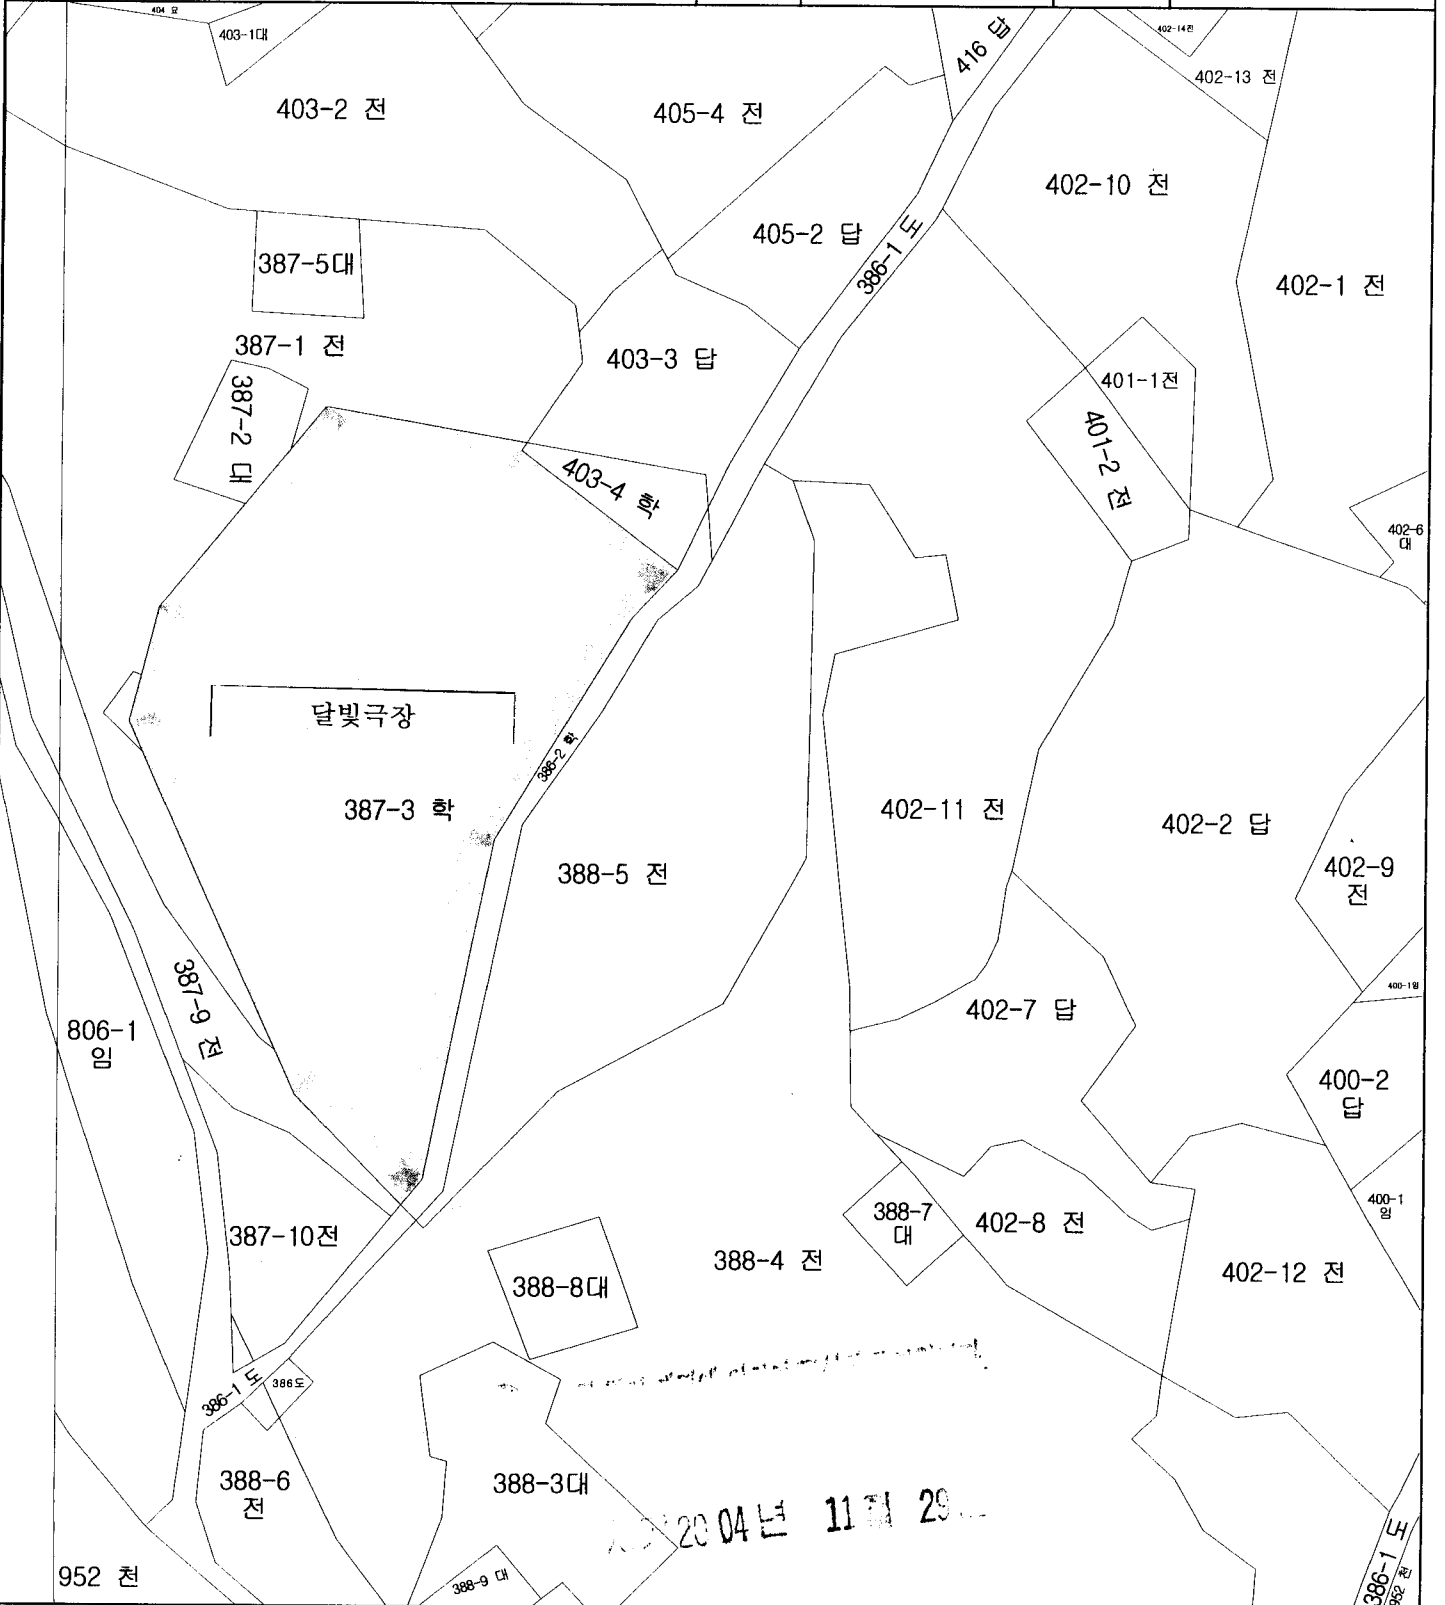 404 묘
403-1대
416 답
402-14전
402-13 전
403-2 전
405-4 전
402-10 전
405-2 답
386-1 도
387-5대
402-1 전
387-1 전
403-3 답
401-1전
387-2 대
401-2 전
403-4 학
402-6
대
달빛극장
386-2 학
387-3 학
402-11 전
402-2 답
388-5 전
402-9
전
387-9 전
400-1임
402-7 답
806-1
임
400-2
답
400-1
임
388-7
대
402-8 전
387-10전
388-4 전
402-12 전
388-8대
386-1 도
386도
388-6
전
388-3대
2004년 11월 29
386-1 도
952 천
388-9 대
952 천